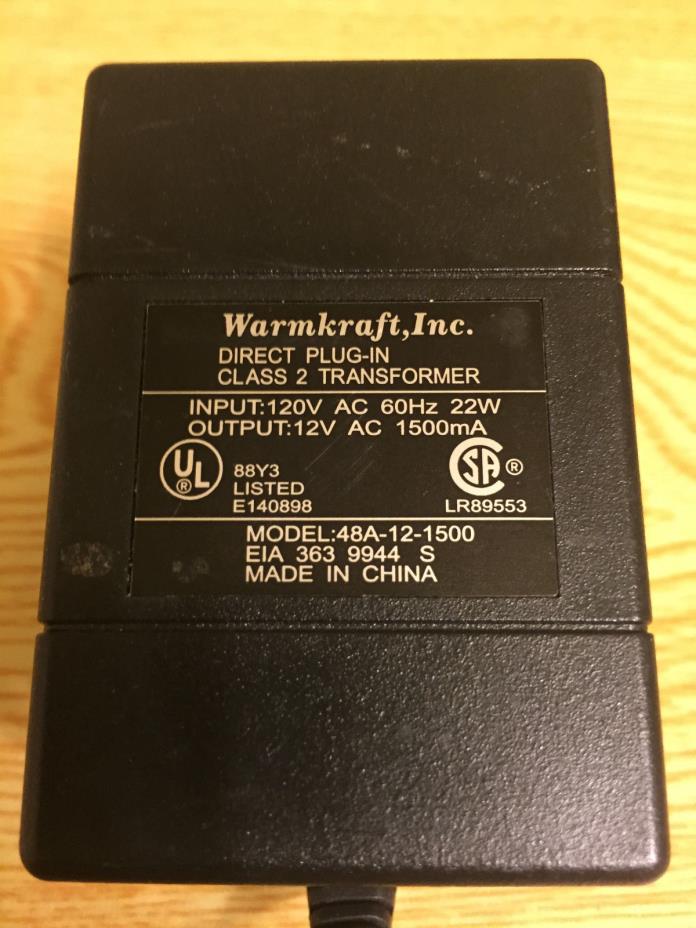 Warmkraft,Inc.
DIRECT PLUG-IN
CLASS 2 TRANSFORMER
INPUT:120V AC 60Hz 22W
OUTPUT:12V AC 1500mA
UL ®
88Y3
LISTED
E140898
SA ®
LR89553
MODEL:48A-12-1500
EIA 363 9944 S
MADE IN CHINA